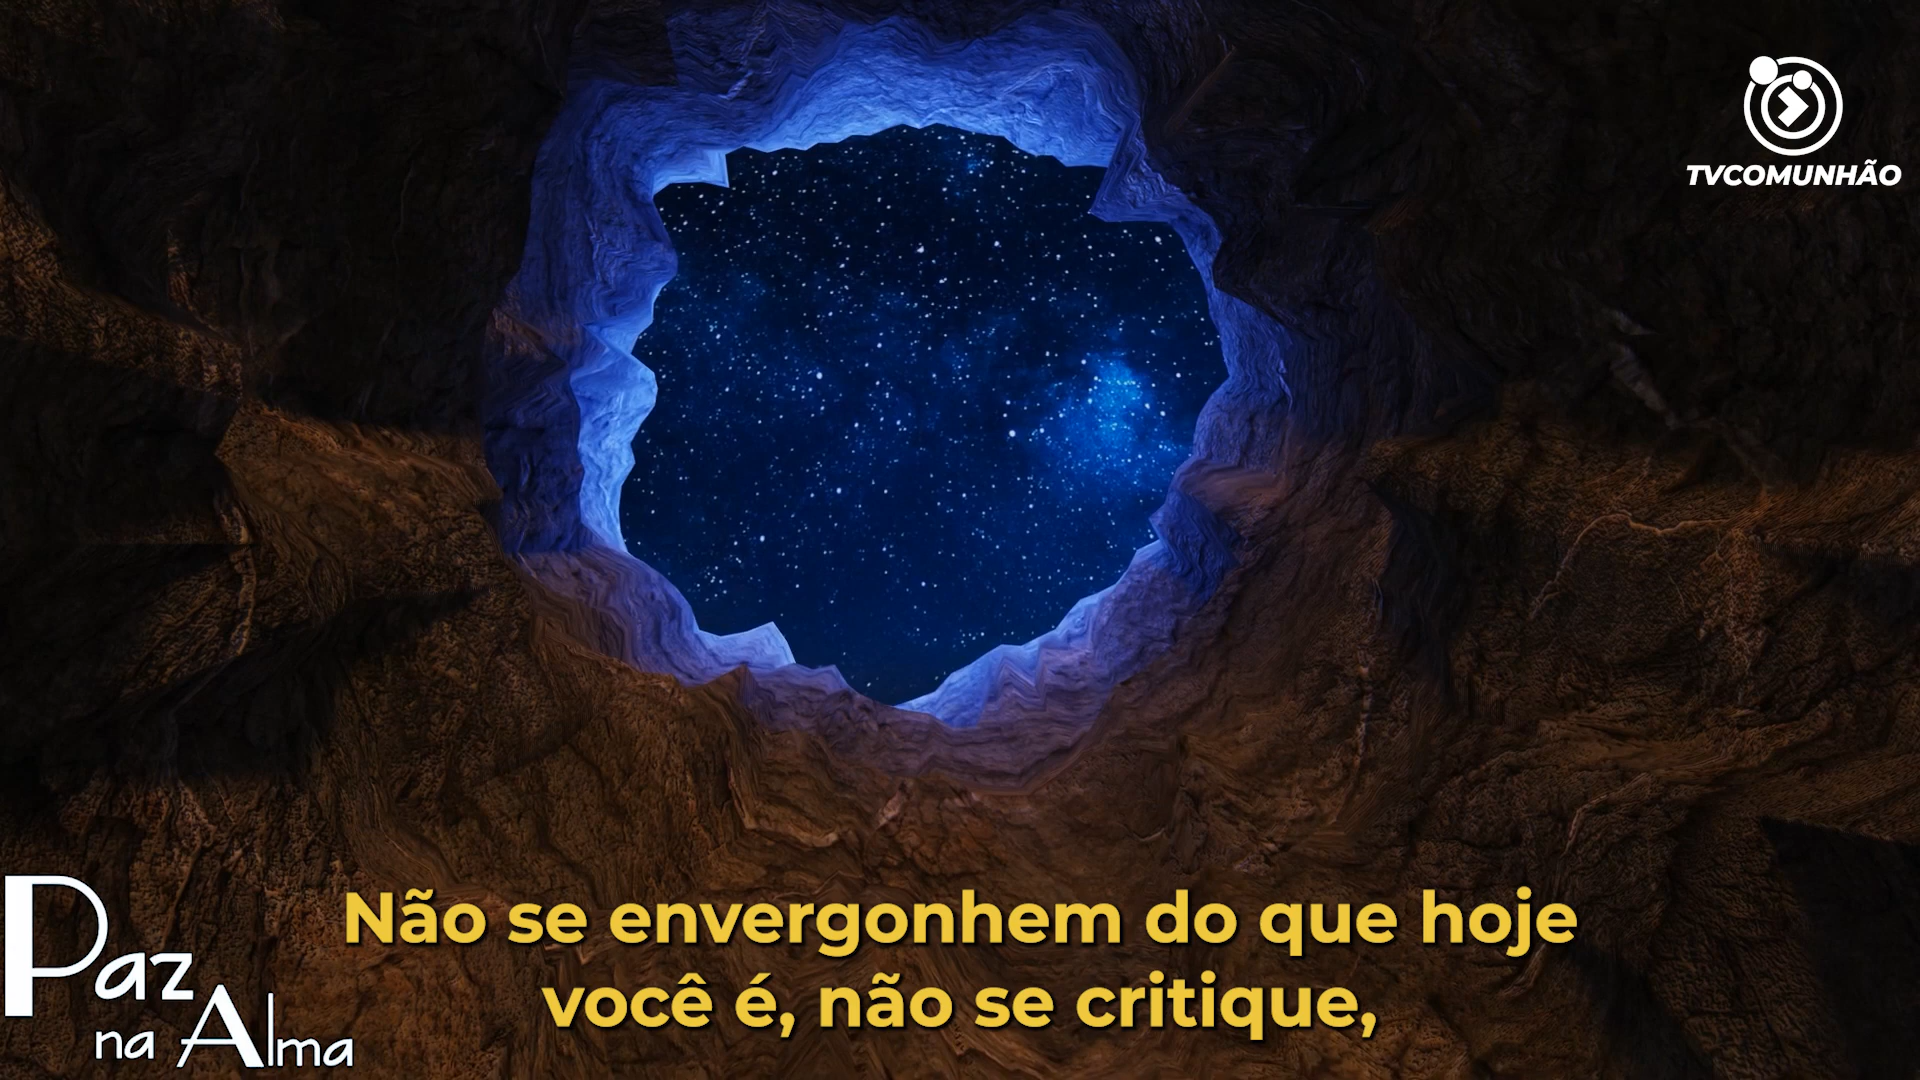 TVCOMUNHÃO
Não se envergonhem do que hoje
você é, não se critique,
Paz
na Alma